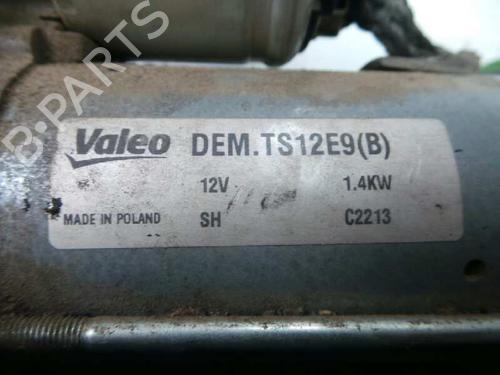 B-PARTS
Valeo DEM.TS12E9(B)
12V 1.4KW
MADE IN POLAND SH C2213